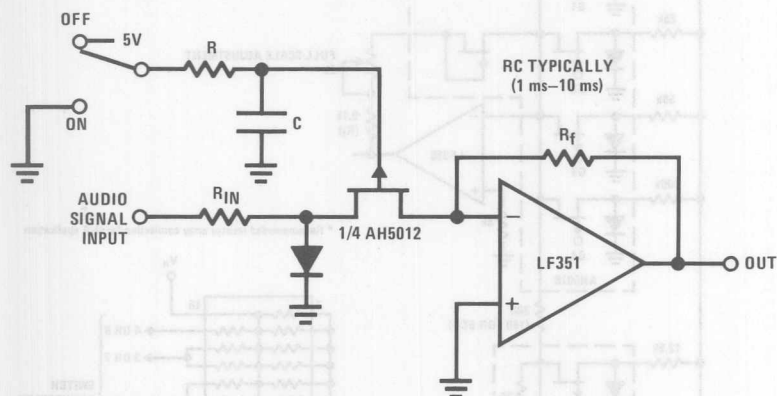 OFF
5V
R
RC TYPICALLY
(1 ms–10 ms)
ON
C
Rf
AUDIO
SIGNAL
INPUT
RIN
1/4 AH5012
−
LF351
+
OUT